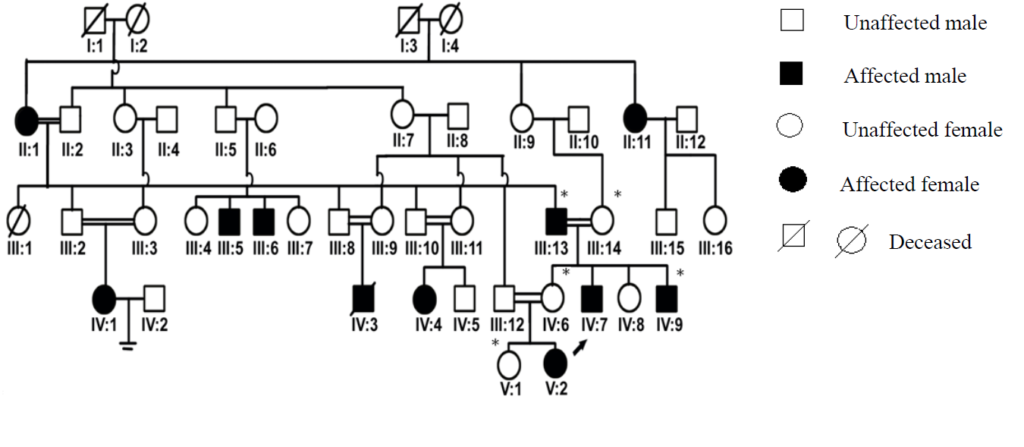 I:1 I:2 I:3 I:4
II:1 II:2 II:3 II:4 II:5 II:6 II:7 II:8 II:9 II:10 II:11 II:12
* *
III:1 III:2 III:3 III:4 III:5 III:6 III:7 III:8 III:9 III:10 III:11 III:13 III:14 III:15 III:16
* *
IV:1 IV:2 IV:3 IV:4 IV:5 III:12 IV:6 IV:7 IV:8 IV:9
*
V:1 V:2
Unaffected male
Affected male
Unaffected female
Affected female
Deceased